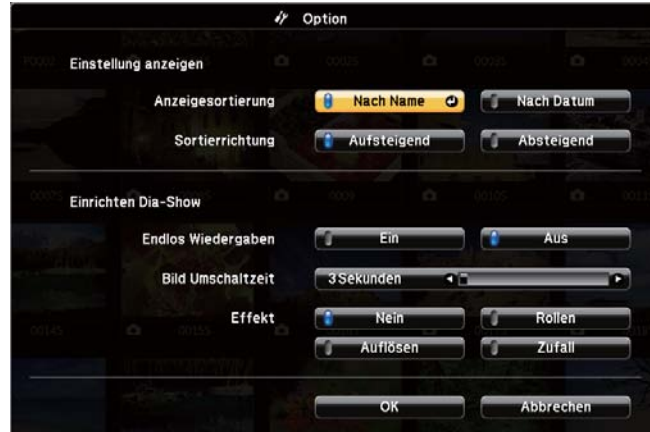 Option
Einstellung anzeigen
Anzeigesortierung Nach Name Nach Datum
Sortierrichtung Aufsteigend Absteigend
Einrichten Dia-Show
Endlos Wiedergaben Ein Aus
Bild Umschaltzeit 3Sekunden
Effekt Nein Rollen
Auflösen Zufall
OK Abbrechen